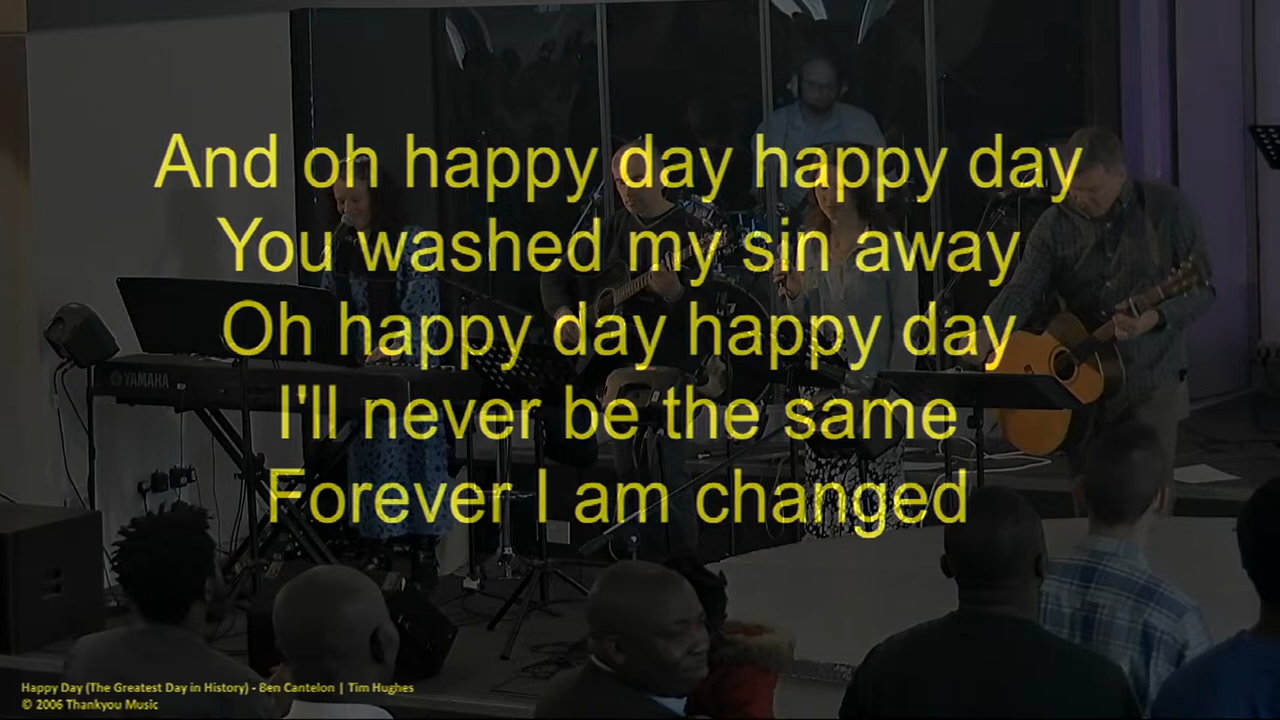 And oh happy day happy day
You washed my sin away
Oh happy day happy day
I'll never be the same
Forever I am changed
YAMAHA
Happy Day (The Greatest Day in History) - Ben Cantelon | Tim Hughes
© 2006 Thankyou Music